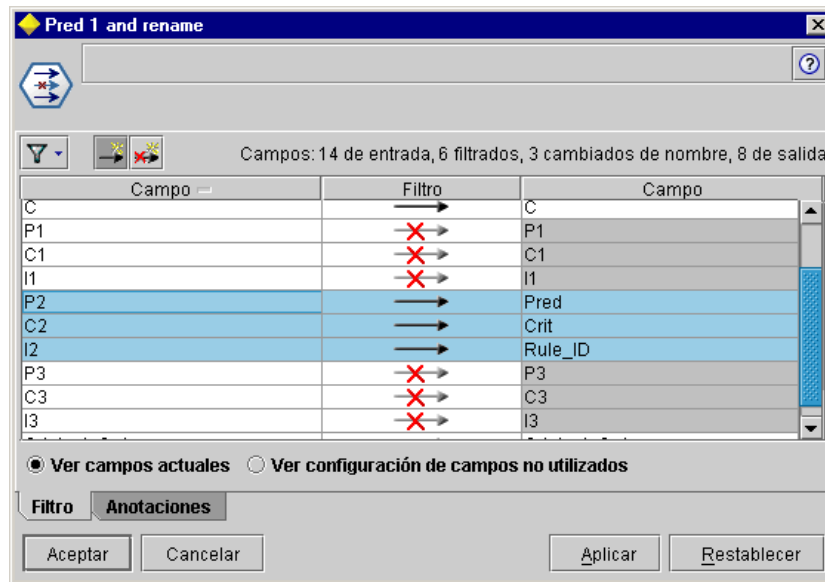 Pred 1 and rename
Campos: 14 de entrada, 6 filtrados, 3 cambiados de nombre, 8 de salida
Campo Filtro Campo
C C
P1 P1
C1 C1
I1 I1
P2 Pred
C2 Crit
I2 Rule_ID
P3 P3
C3 C3
I3 I3
Ver campos actuales Ver configuración de campos no utilizados
Filtro Anotaciones
Aceptar Cancelar Aplicar Restablecer